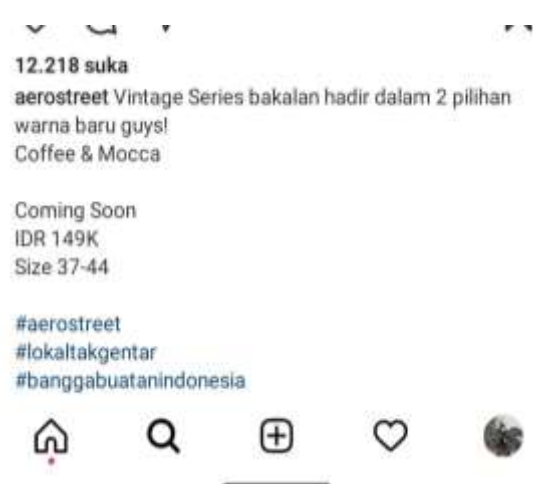 12.218 suka
aerostreet Vintage Series bakalan hadir dalam 2 pilihan
warna baru guys!
Coffee & Mocca
Coming Soon
IDR 149K
Size 37-44
#aerostreet
#lokaltakgentar
#banggabuatanindonesia